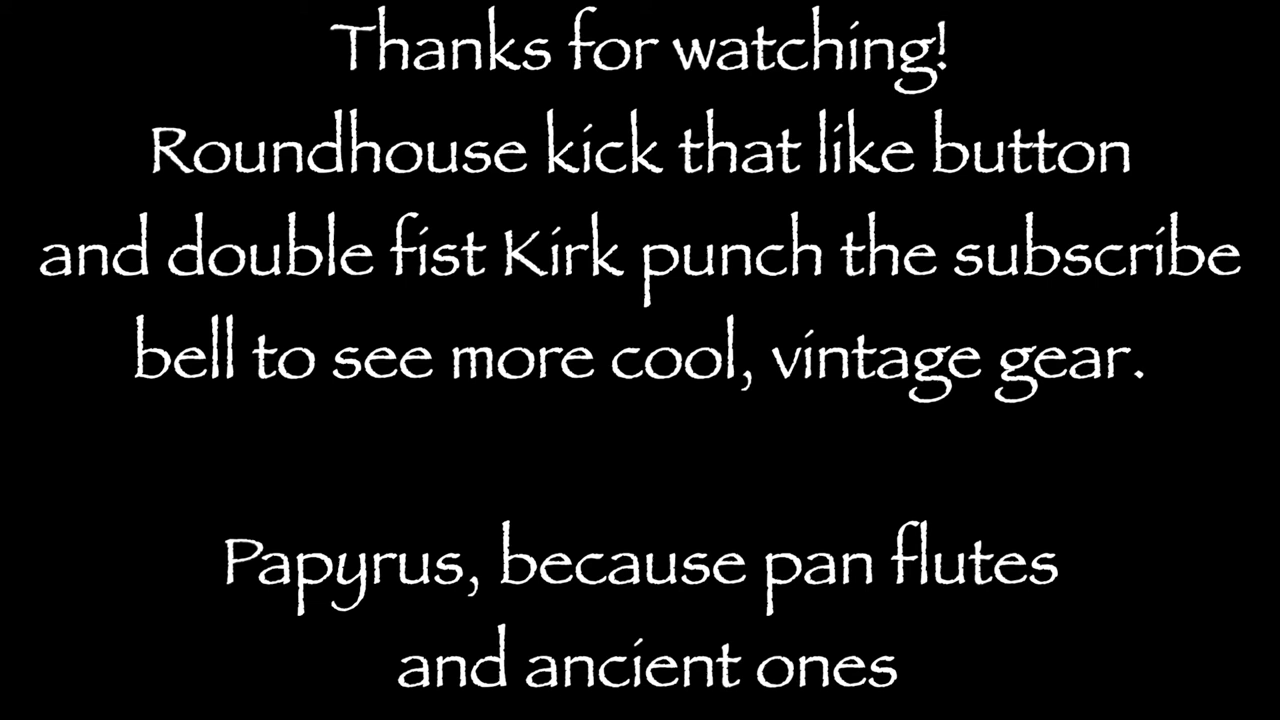 Thanks for watching!
Roundhouse kick that like button
and double fist Kirk punch the subscribe
bell to see more cool, vintage gear.
Papyrus, because pan flutes
and ancient ones